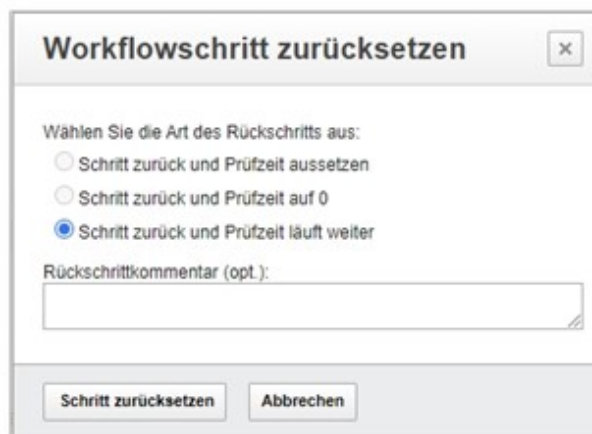 Workflowschritt zurücksetzen
Wählen Sie die Art des Rückschritts aus:
Schritt zurück und Prüfzeit aussetzen
Schritt zurück und Prüfzeit auf 0
Schritt zurück und Prüfzeit läuft weiter
Rückschrittkommentar (opt.):
Schritt zurücksetzen Abbrechen